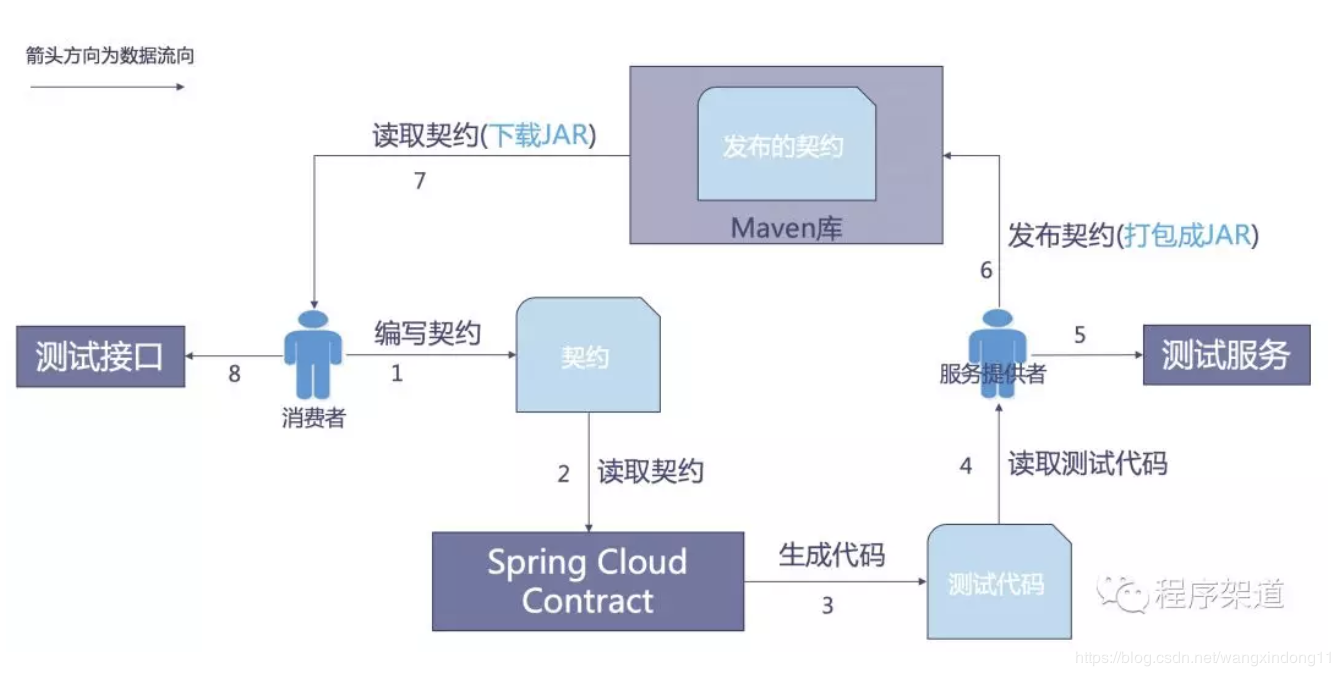 箭头方向为数据流向
读取契约(下载JAR)
7
发布的契约
Maven库
发布契约(打包成JAR)
6
测试接口
8
消费者
编写契约
1
契约
服务提供者
5
测试服务
2
读取契约
4
读取测试代码
Spring Cloud
Contract
生成代码
3
测试代码
程序架道
https://blog.csdn.net/wangxindong11